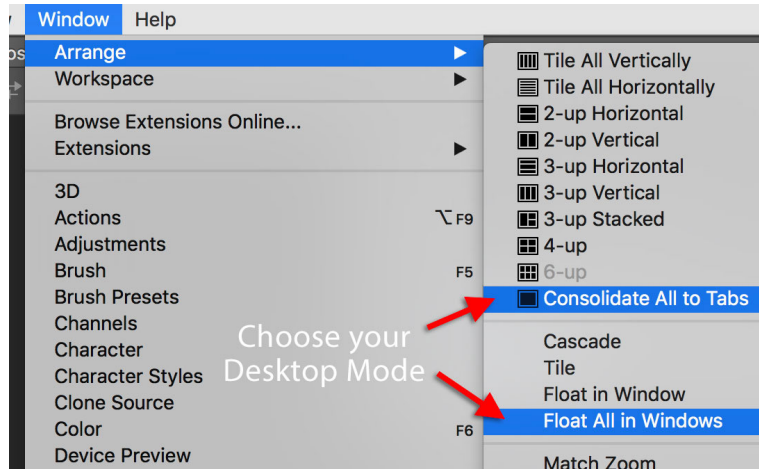 Window Help
Arrange
Workspace
Browse Extensions Online...
Extensions
3D
Actions ⌥ F9
Adjustments
Brush F5
Brush Presets
Channels
Character
Character Styles
Clone Source
Color F6
Device Preview
Tile All Vertically
Tile All Horizontally
2-up Horizontal
2-up Vertical
3-up Horizontal
3-up Vertical
3-up Stacked
4-up
6-up
Consolidate All to Tabs
Cascade
Tile
Float in Window
Float All in Windows
Match Zoom
Choose your
Desktop Mode